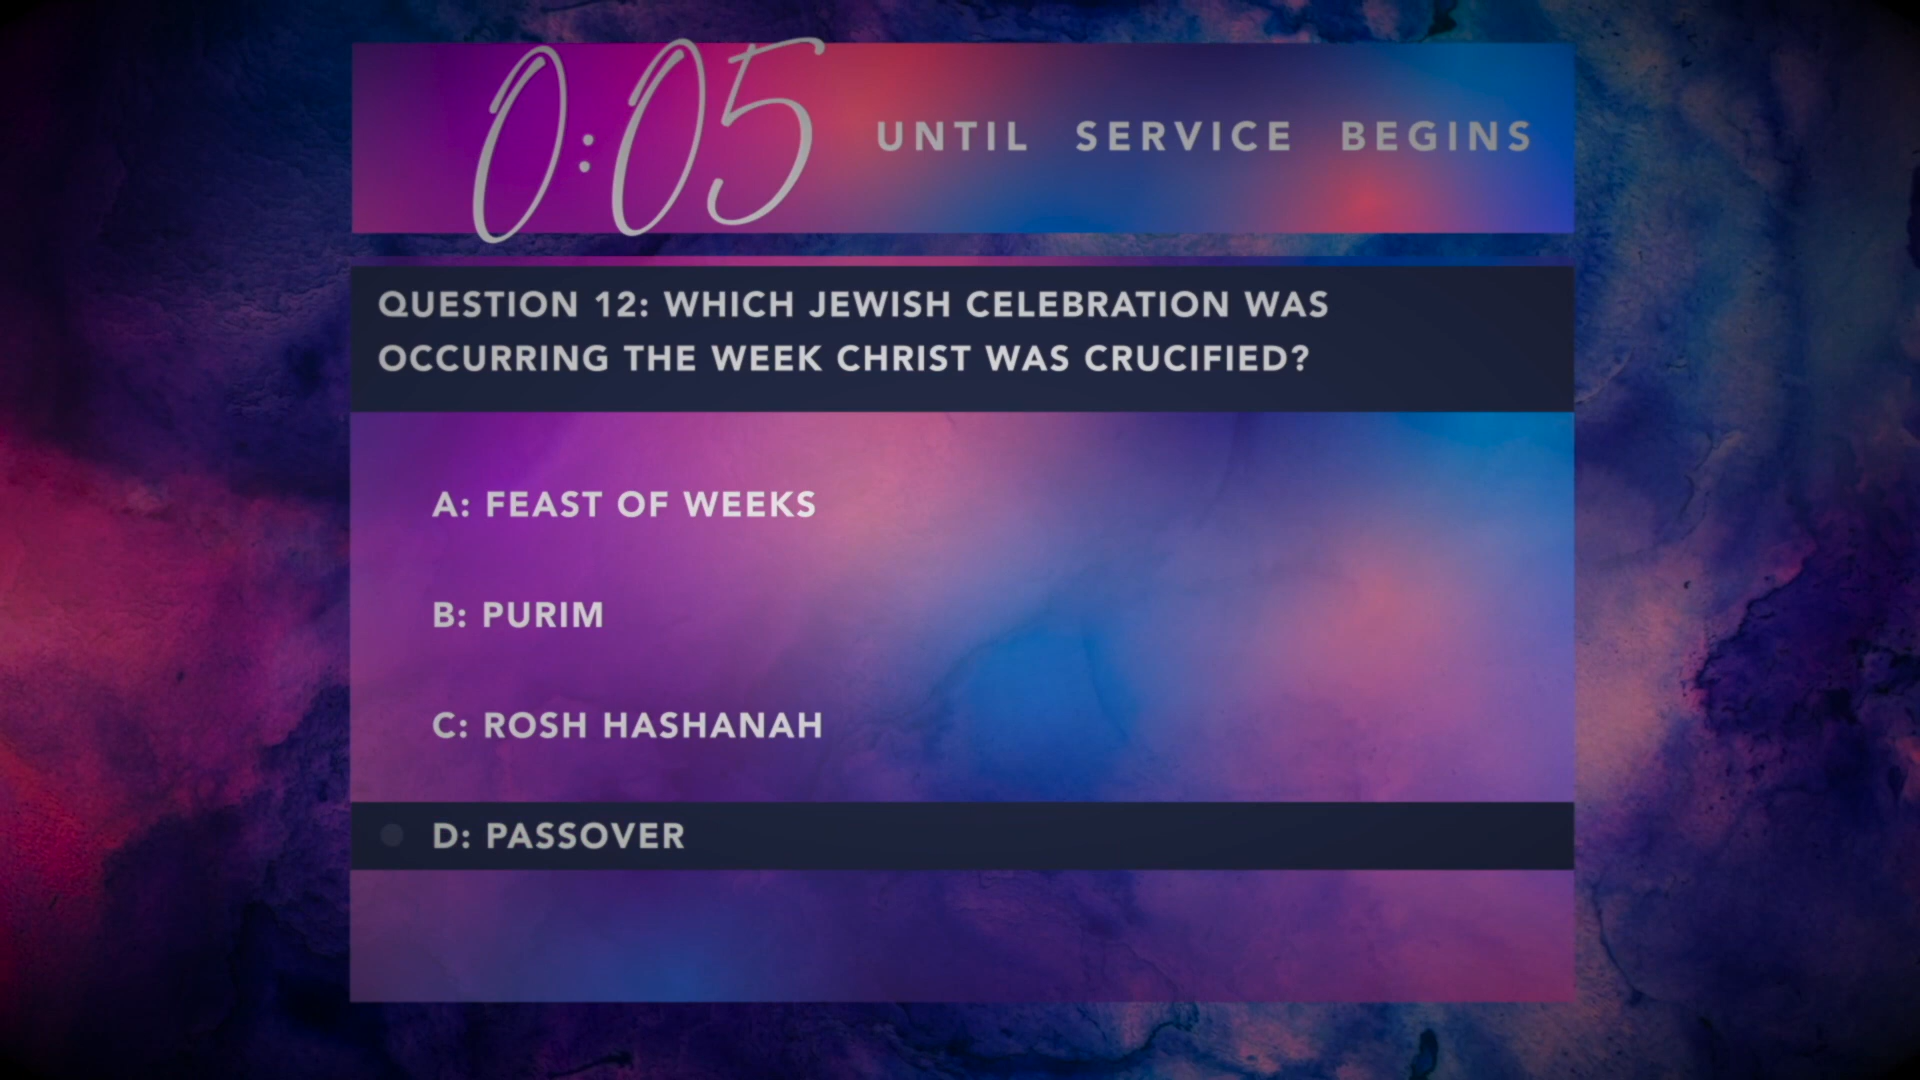 0:05 UNTIL SERVICE BEGINS
QUESTION 12: WHICH JEWISH CELEBRATION WAS
OCCURRING THE WEEK CHRIST WAS CRUCIFIED?
A: FEAST OF WEEKS
B: PURIM
C: ROSH HASHANAH
D: PASSOVER